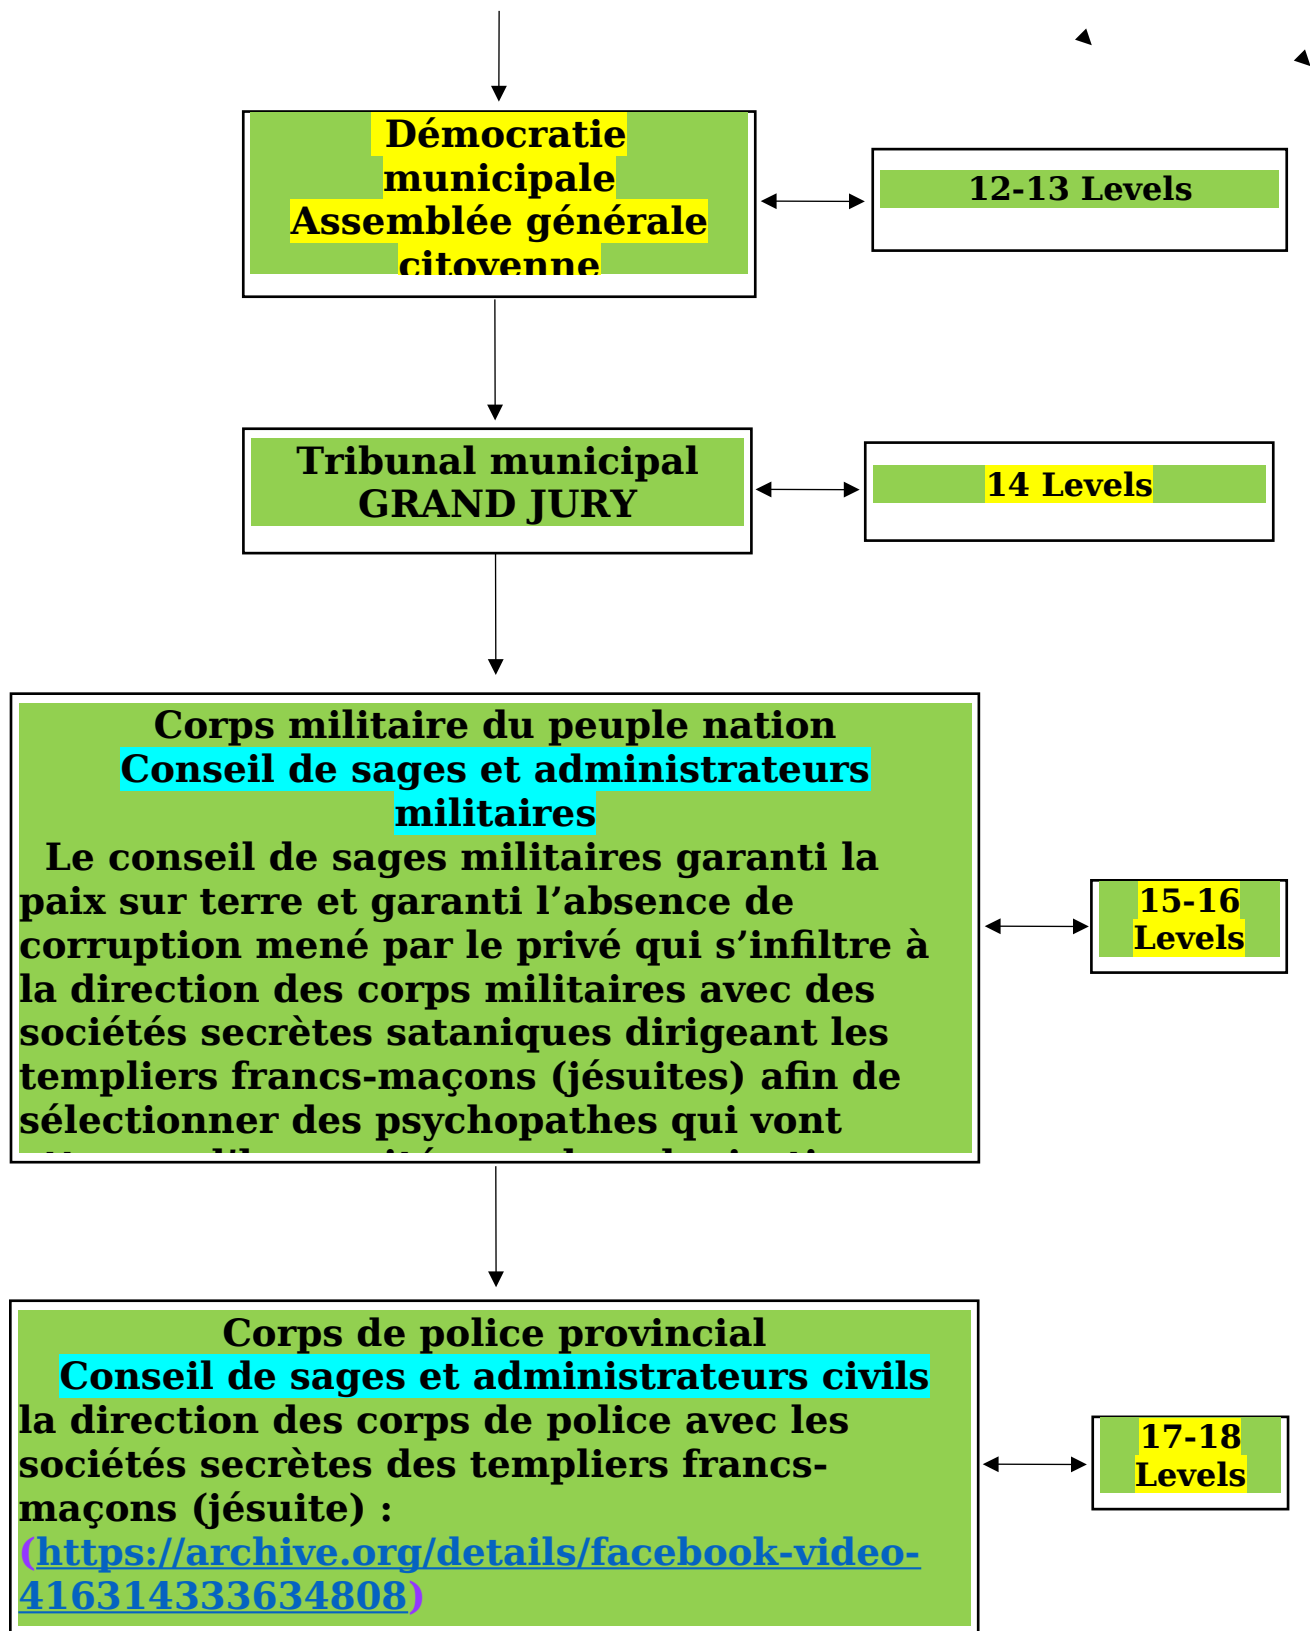 Démocratie
municipale
Assemblée générale
citoyenne
12-13 Levels
Tribunal municipal
GRAND JURY
14 Levels
Corps militaire du peuple nation
Conseil de sages et administrateurs
militaires
Le conseil de sages militaires garanti la
paix sur terre et garanti l’absence de
corruption mené par le privé qui s’infiltre à
la direction des corps militaires avec des
sociétés secrètes sataniques dirigeant les
templiers francs-maçons (jésuites) afin de
sélectionner des psychopathes qui vont
15-16
Levels
Corps de police provincial
Conseil de sages et administrateurs civils
la direction des corps de police avec les
sociétés secrètes des templiers francs-
maçons (jésuite) :
(https://archive.org/details/facebook-video-
416314333634808)
17-18
Levels